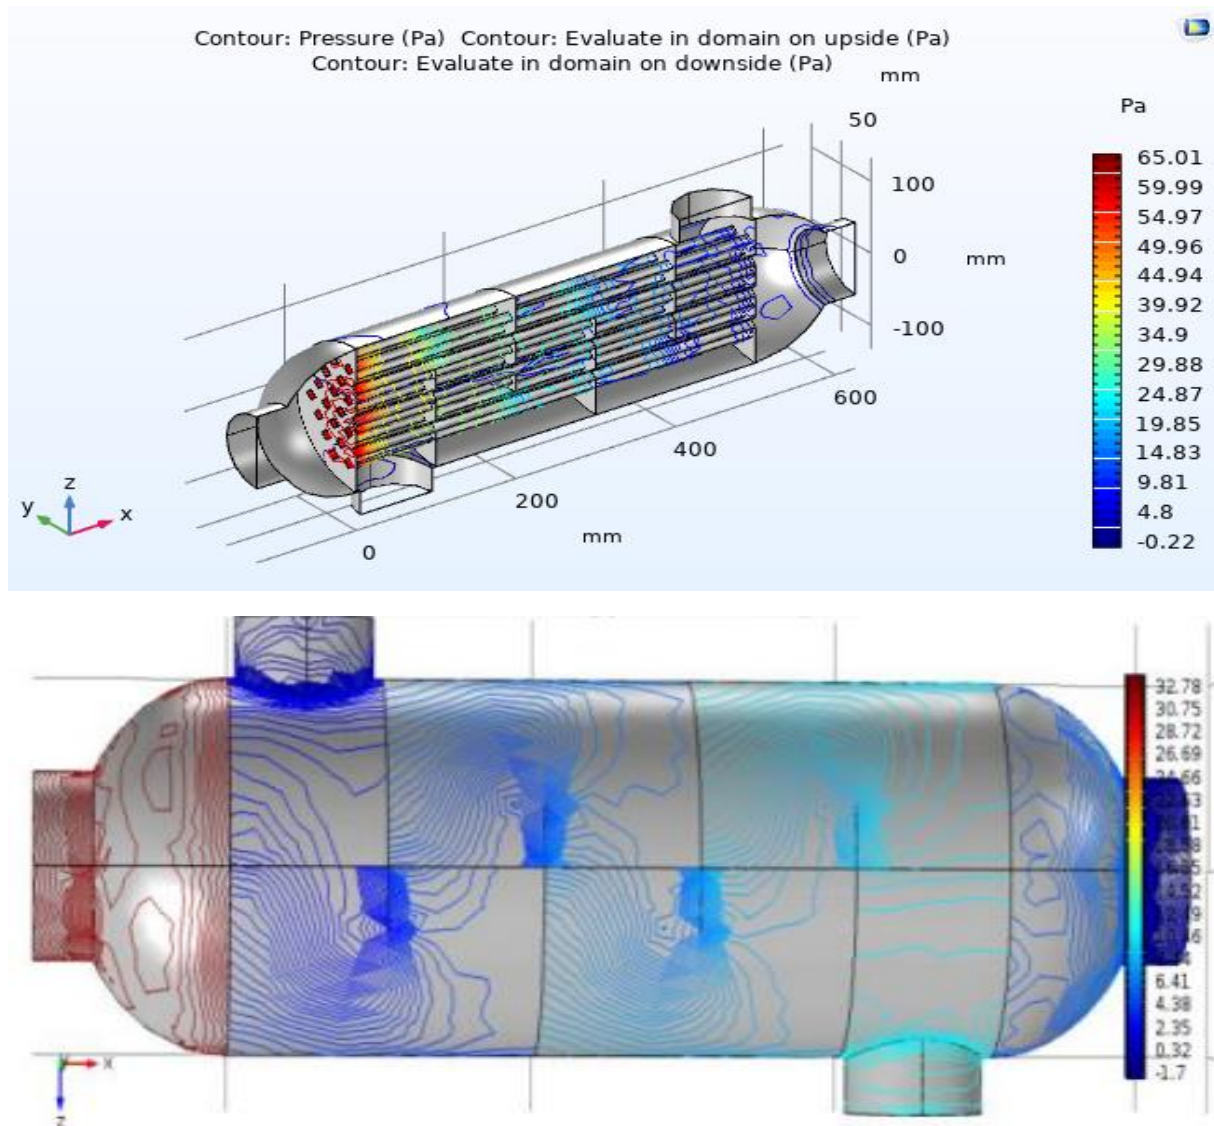 Contour: Pressure (Pa) Contour: Evaluate in domain on upside (Pa)
Contour: Evaluate in domain on downside (Pa)
mm
Pa
50
100
0
mm
-100
600
400
200
mm
0
z
y
x
65.01
59.99
54.97
49.96
44.94
39.92
34.9
29.88
24.87
19.85
14.83
9.81
4.8
-0.22
32.78
30.75
28.72
26.69
6.41
4.38
2.35
0.32
-1.7
x
z